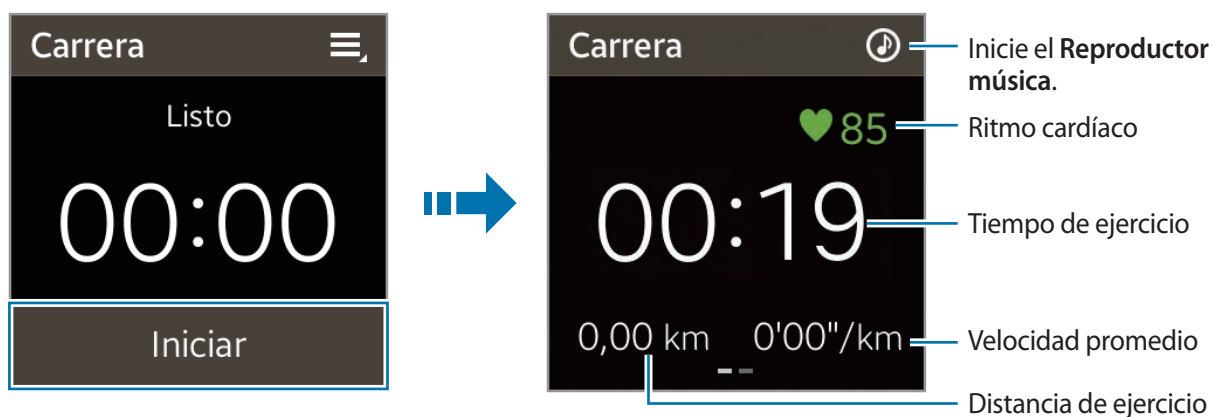 Carrera
Listo
00:00
Iniciar
Carrera
85
00:19
0,00 km 0'00"/km
Inicie el Reproductor
música.
Ritmo cardíaco
Tiempo de ejercicio
Velocidad promedio
Distancia de ejercicio